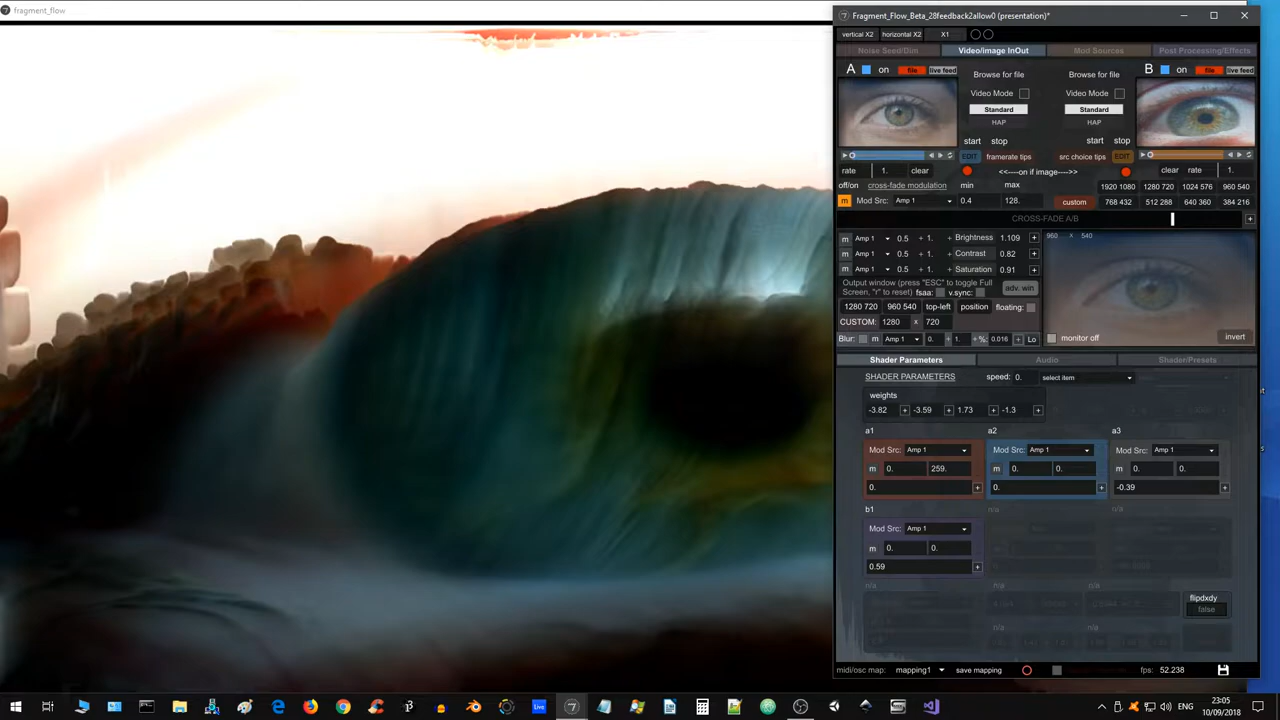 fragment_flow
Fragment_Flow_Beta_28feedback2allow0 (presentation)*
vertical X2 horizontal X2 X1
Noise Seed/Dim Video/image InOut Mod Sources Post Processing/Effects
A on file live feed Browse for file Browse for file B on file live feed
Video Mode Video Mode
Standard Standard
HAP HAP
start stop start stop
EDIT framerate tips src choice tips EDIT
rate 1. clear <<----on if image---->> clear rate 1.
off/on cross-fade modulation min max 1920 1080 1280 720 1024 576 960 540
m Mod Src: Amp 1 0.4 128. custom 768 432 512 288 640 360 384 216
CROSS-FADE A/B +
m Amp 1 0.5 + 1. + Brightness 1.109 + 960 x 540
m Amp 1 0.5 + 1. + Contrast 0.82 +
m Amp 1 0.5 + 1. + Saturation 0.91 +
Output window (press "ESC" to toggle Full
Screen, "r" to reset) fsaa: v.sync: adv. win
1280 720 960 540 top-left position floating:
CUSTOM: 1280 x 720
Blur: m Amp 1 0. + 1. +%: 0.016 + Lo monitor off invert
Shader Parameters Audio Shader/Presets
SHADER PARAMETERS speed: 0. select item
weights
-3.82 + -3.59 + 1.73 + -1.3 +
a1 a2 a3
Mod Src: Amp 1 Mod Src: Amp 1 Mod Src: Amp 1
m 0. 259. m 0. 0. m 0. 0.
0. + 0. + -0.39 +
b1 n/a n/a
Mod Src: Amp 1
m 0. 0.
0.59 +
n/a n/a n/a
flipdxdy
false
n/a n/a
midi/osc map: mapping1 save mapping fps: 52.238
Live
ENG 23:05
10/09/2018